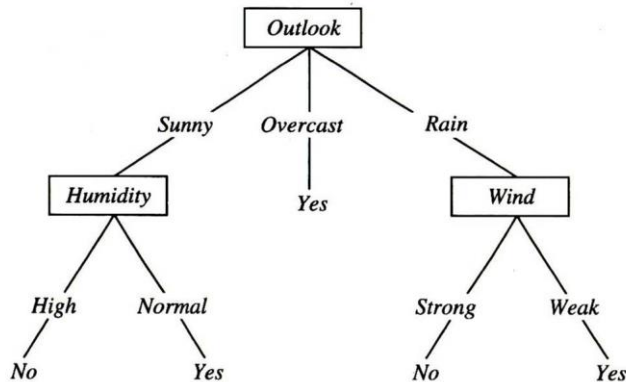 Outlook
Sunny Overcast Rain
Humidity Yes Wind
High Normal Strong Weak
No Yes No Yes